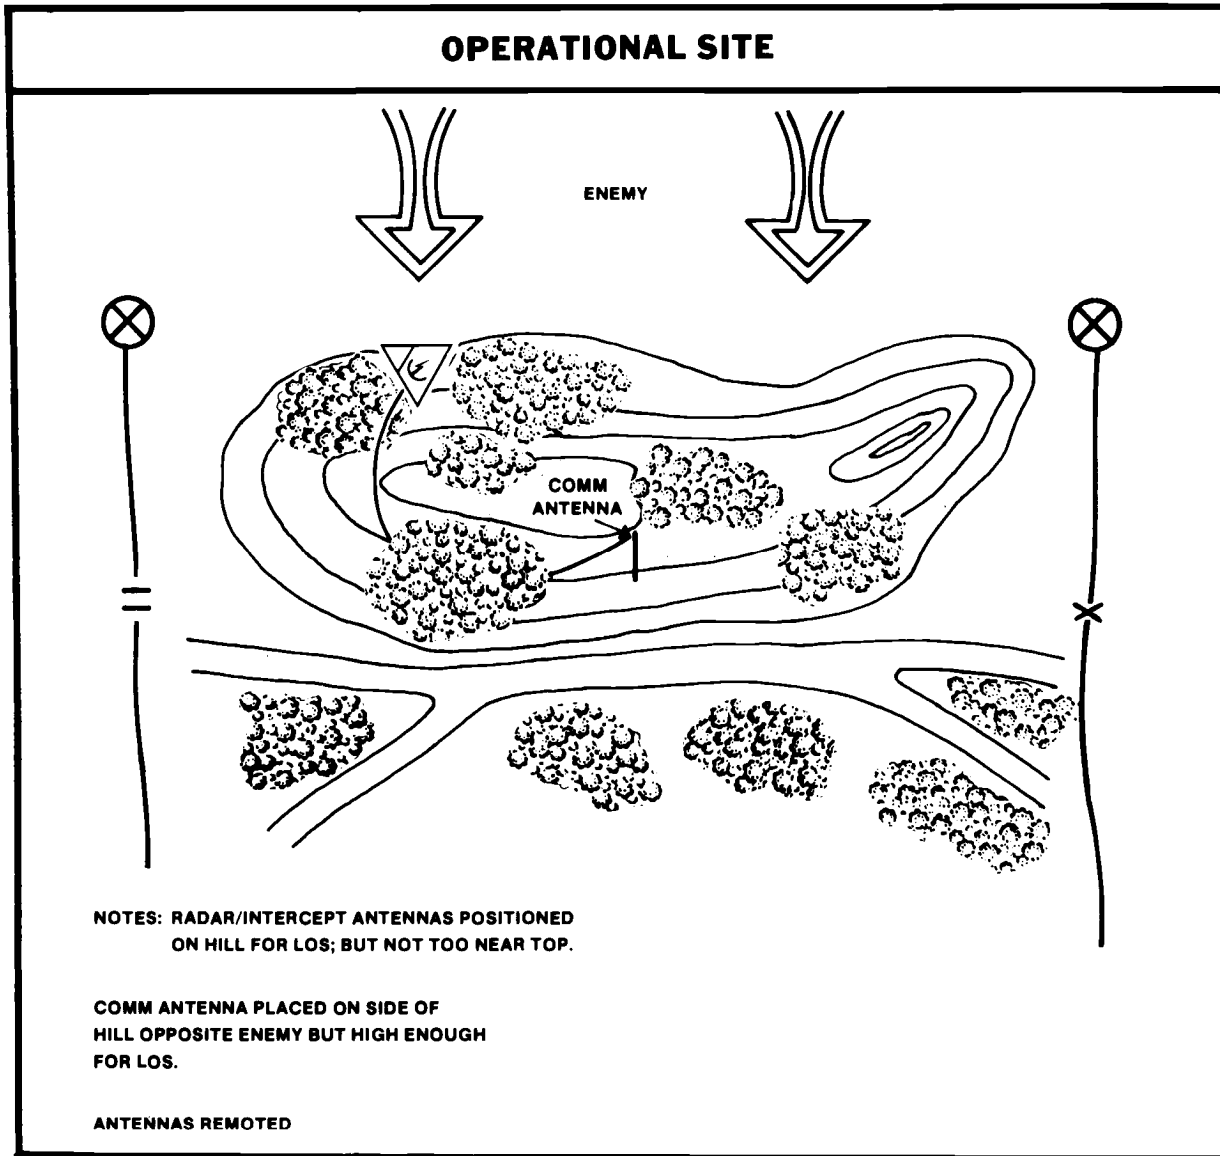 OPERATIONAL SITE
ENEMY
COMM
ANTENNA
NOTES: RADAR/INTERCEPT ANTENNAS POSITIONED
ON HILL FOR LOS; BUT NOT TOO NEAR TOP.
COMM ANTENNA PLACED ON SIDE OF
HILL OPPOSITE ENEMY BUT HIGH ENOUGH
FOR LOS.
ANTENNAS REMOTED